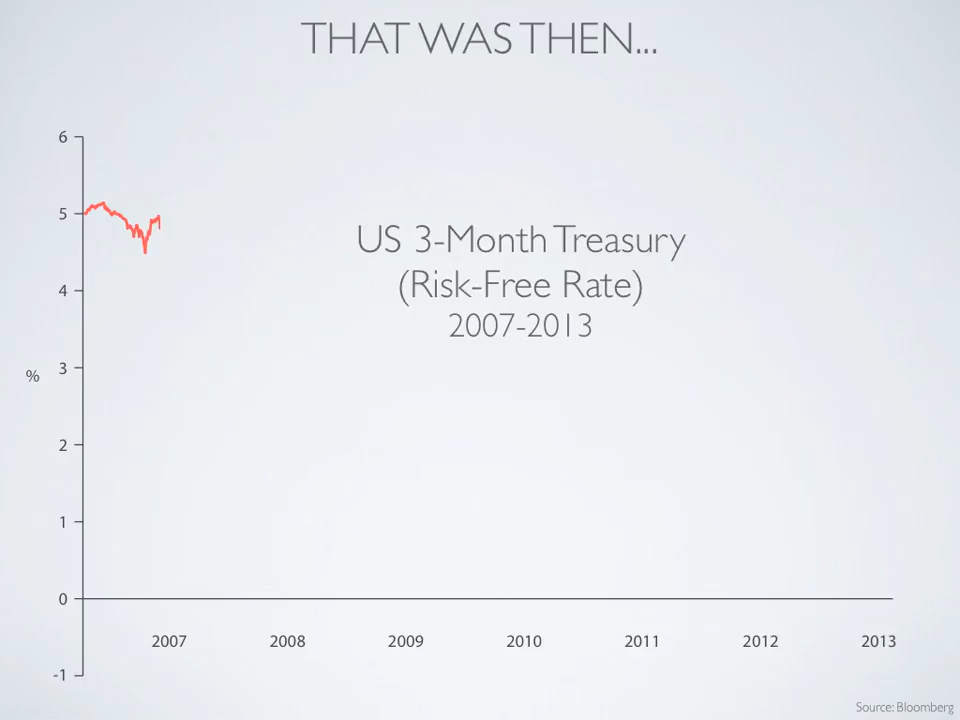 THAT WAS THEN...
6
5
4
3
2
1
0
-1
%
US 3-Month Treasury
(Risk-Free Rate)
2007-2013
2007 2008 2009 2010 2011 2012 2013
Source: Bloomberg